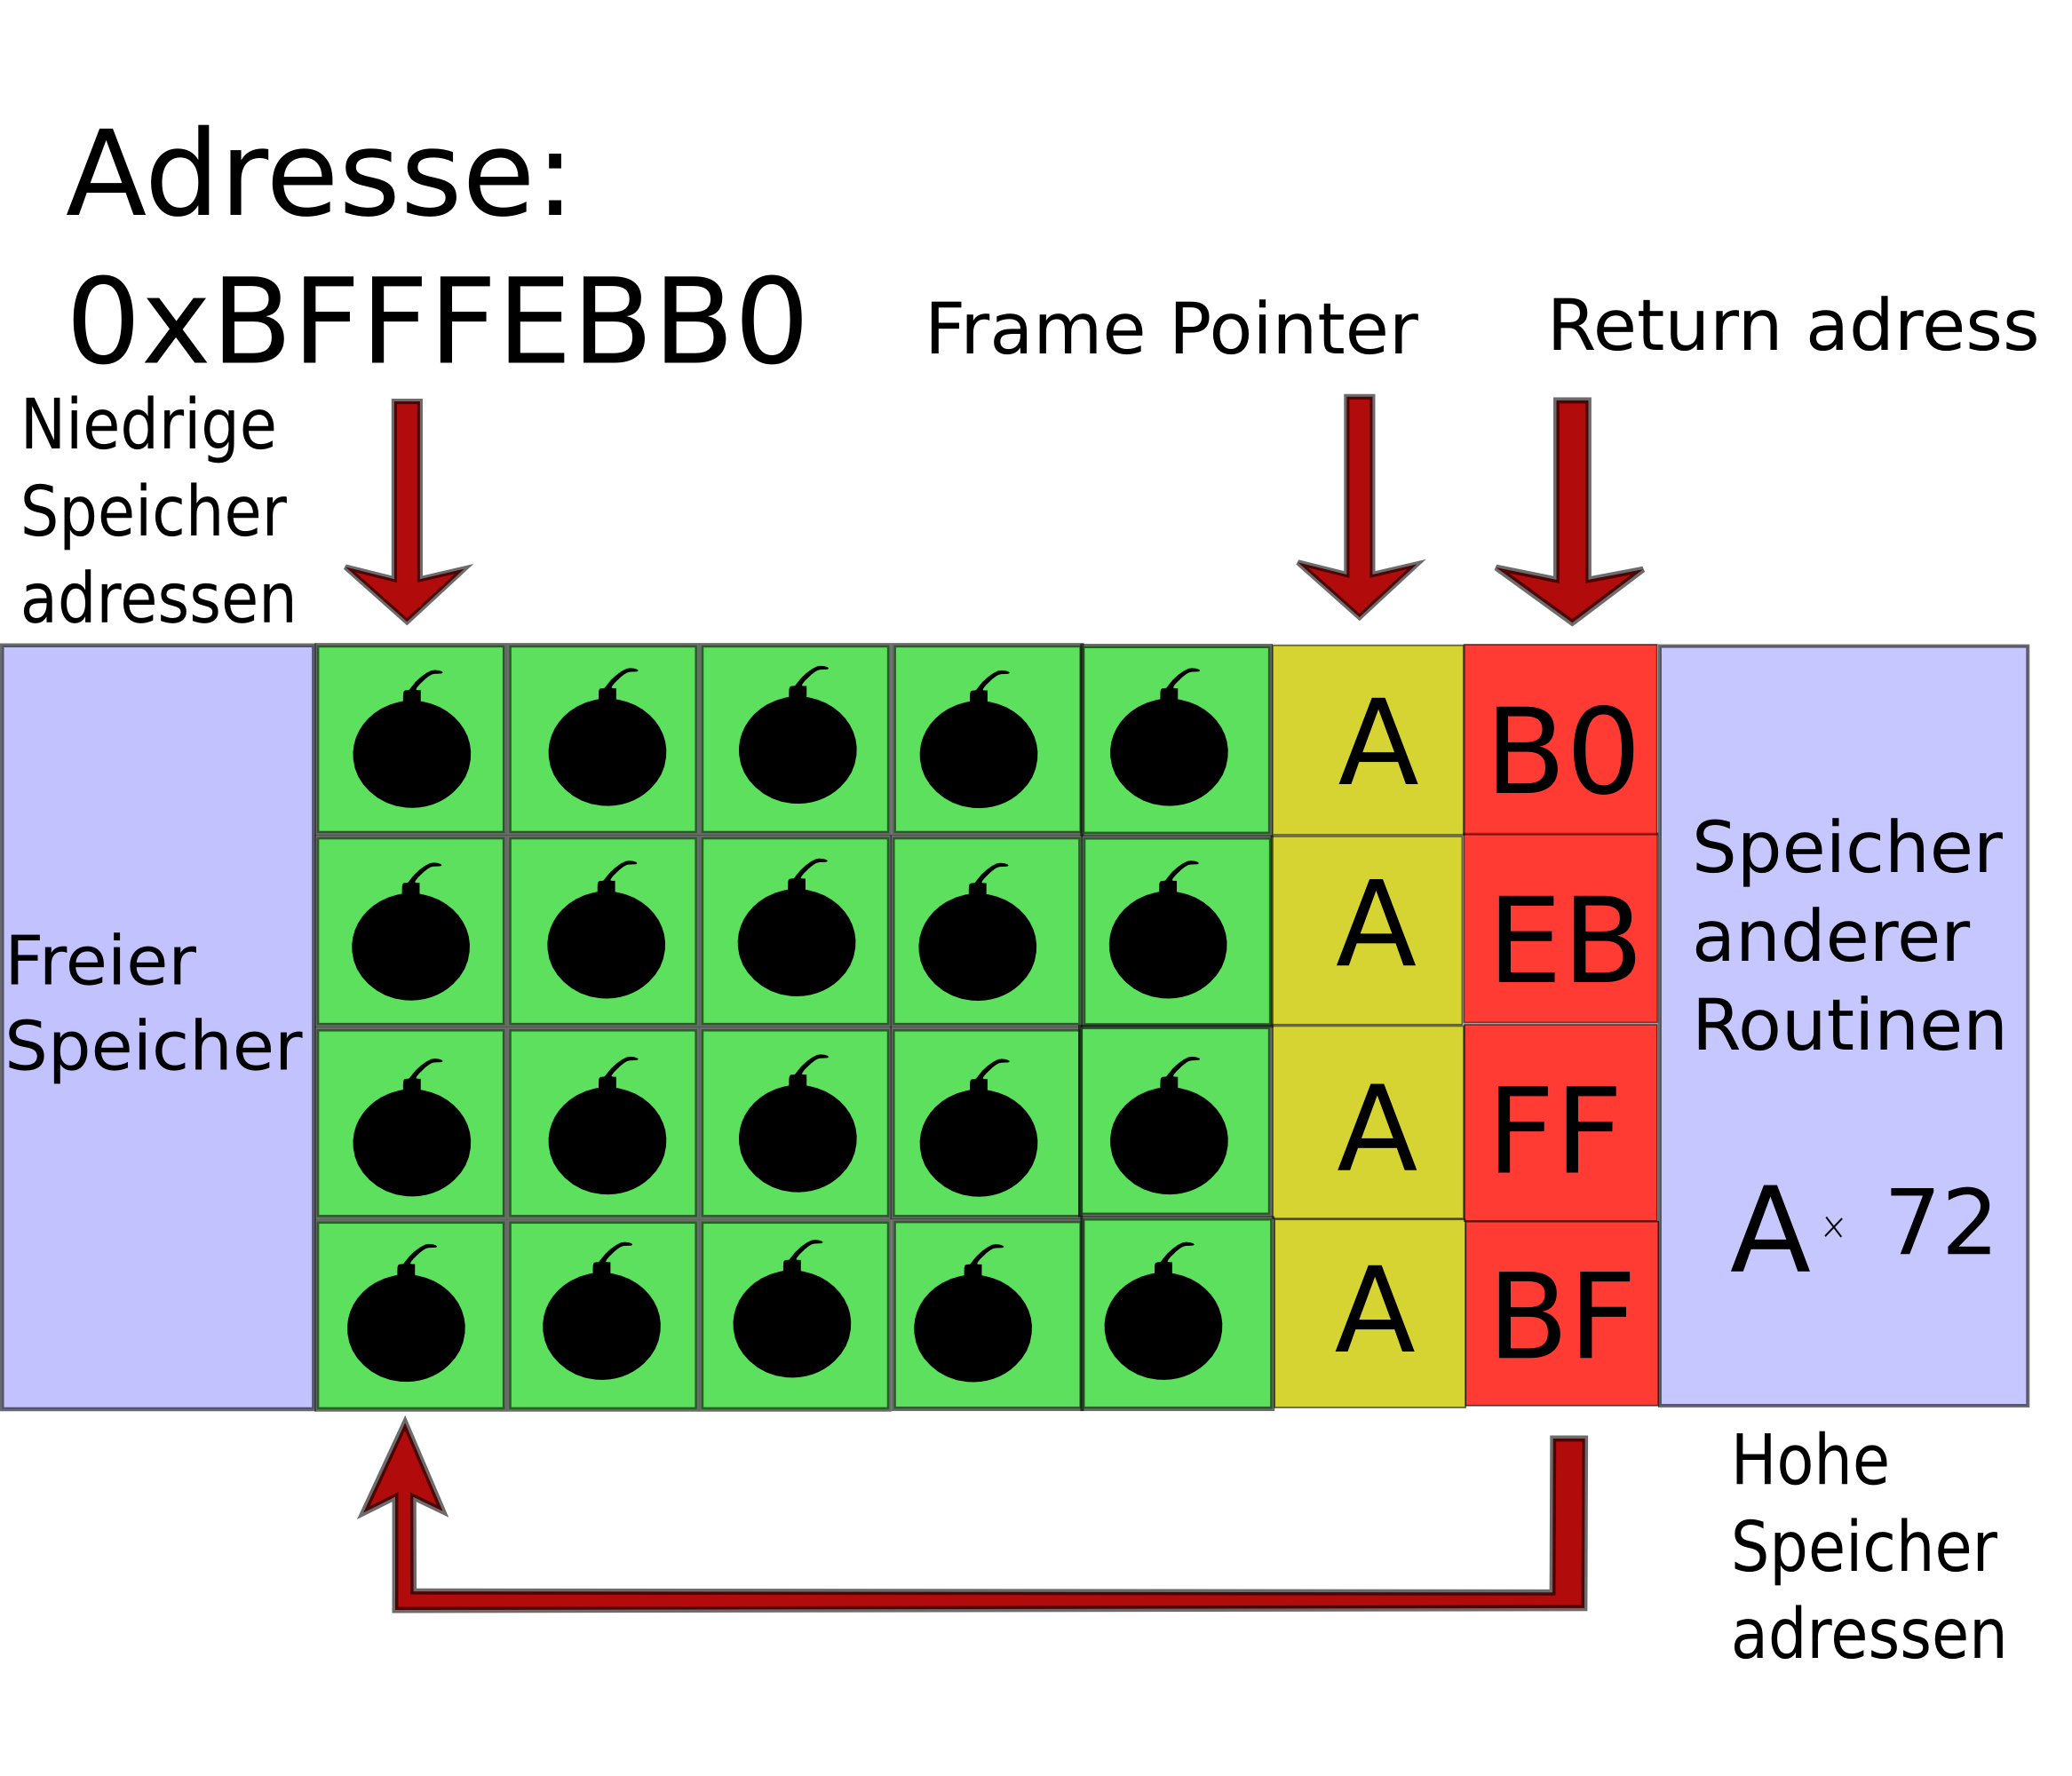 Adresse:
0xBFFFEBB0
Frame Pointer
Return adress
Niedrige
Speicher
adressen
Freier
Speicher
A
B0
A
EB
A
FF
A
BF
Speicher
anderer
Routinen
A × 72
Hohe
Speicher
adressen